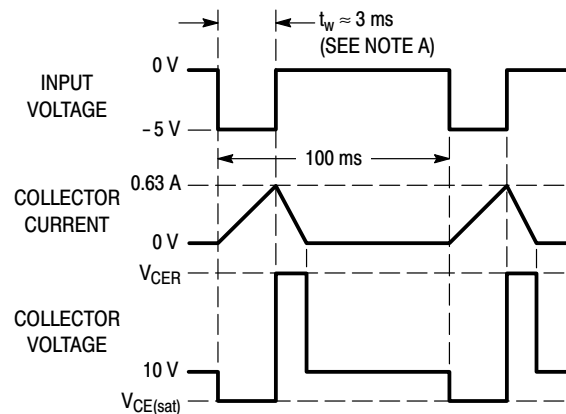 t_w ≈ 3 ms
(SEE NOTE A)
0 V
INPUT
VOLTAGE
– 5 V
100 ms
0.63 A
COLLECTOR
CURRENT
0 V
V_CER
COLLECTOR
VOLTAGE
10 V
V_CE(sat)